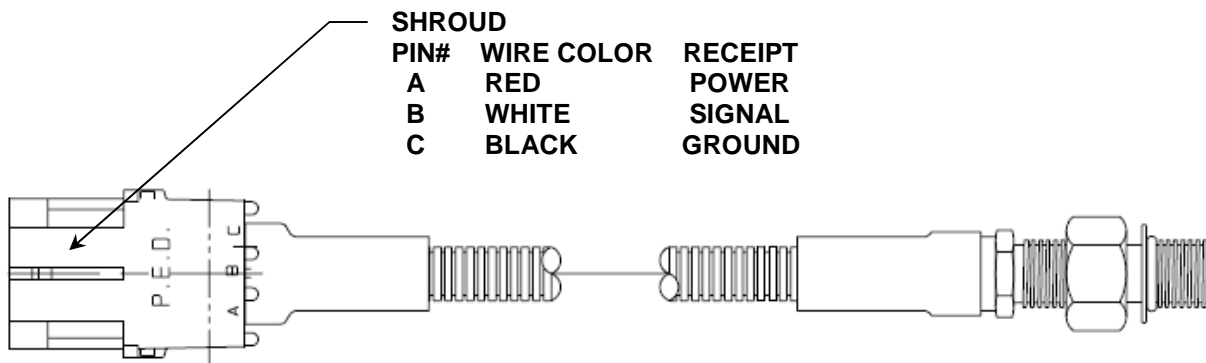 SHROUD
PIN# WIRE COLOR RECEIPT
A RED POWER
B WHITE SIGNAL
C BLACK GROUND
P.E.D.
C
B
A